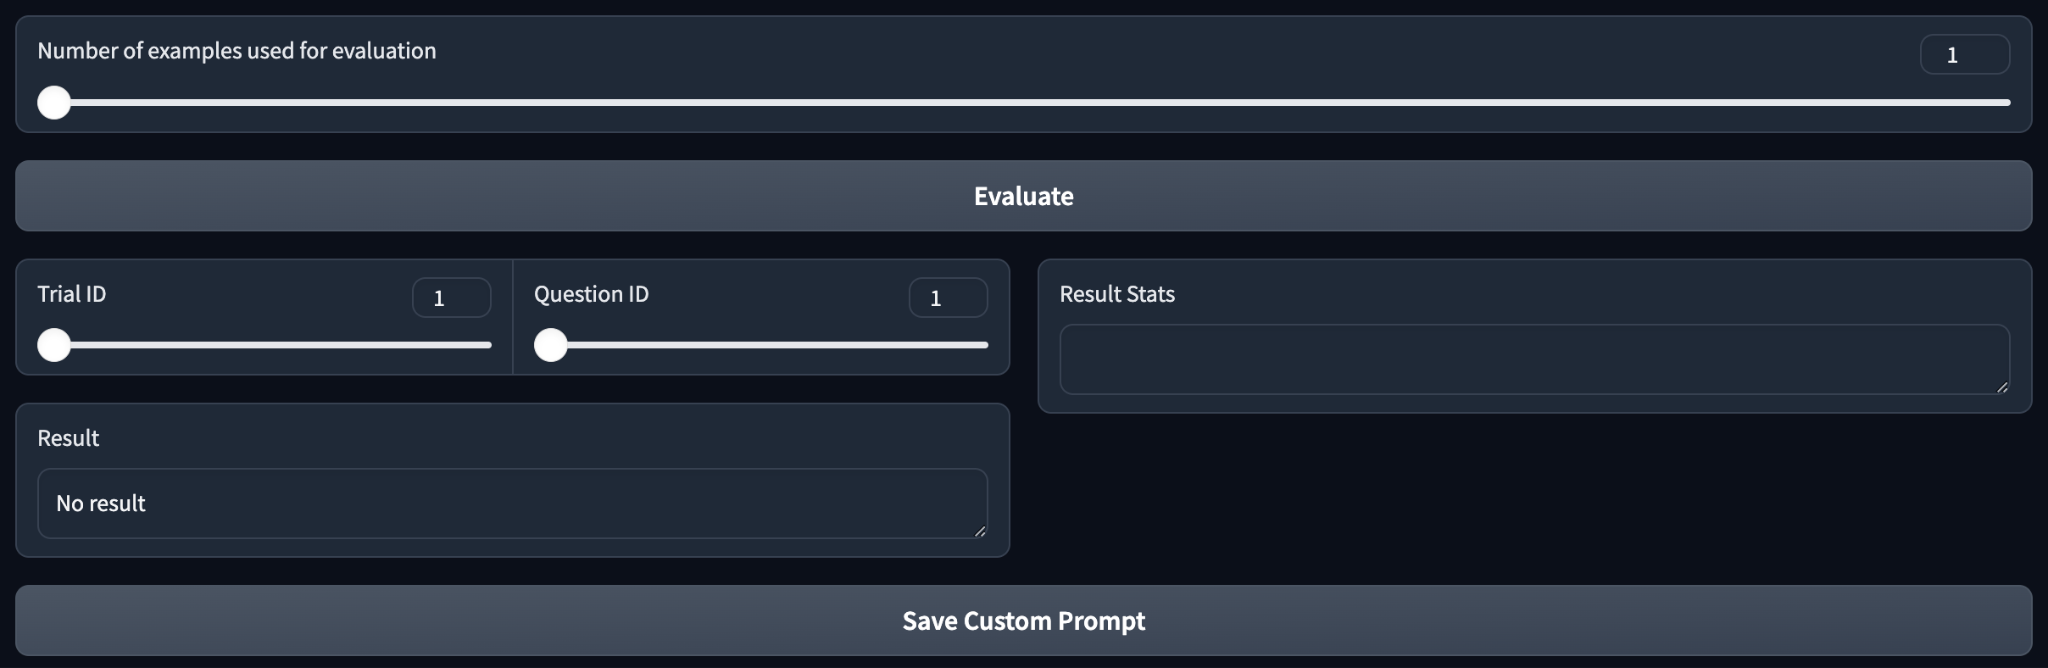 Number of examples used for evaluation
1
Evaluate
Trial ID
1
Question ID
1
Result Stats
Result
No result
Save Custom Prompt